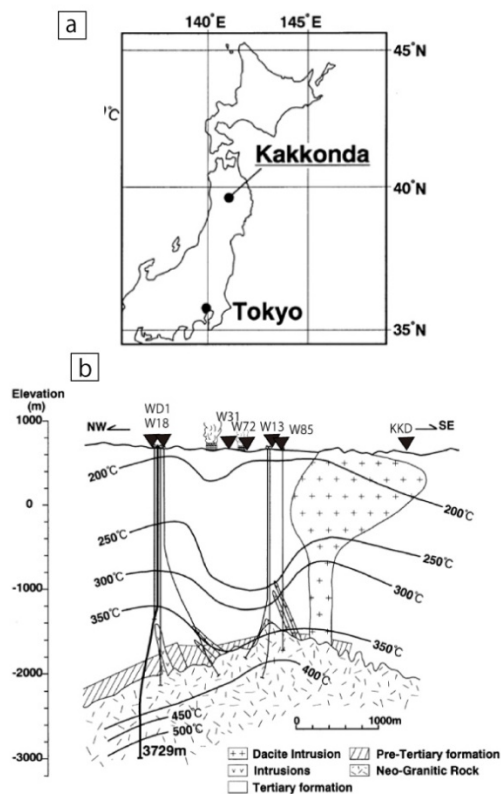 a
140°E 145°E
45°N
°C
Kakkonda
40°N
Tokyo
35°N
b
Elevation
(m)
NW WD1 W18 W31 W72 W13 W85 KKD SE
1000
0
-1000
-2000
-3000
200℃
200℃
250℃
250℃
300℃
300℃
350℃
350℃
400℃
450℃
500℃
3729m
0 1000m
Dacite Intrusion
Pre-Tertiary formation
Intrusions
Neo-Granitic Rock
Tertiary formation